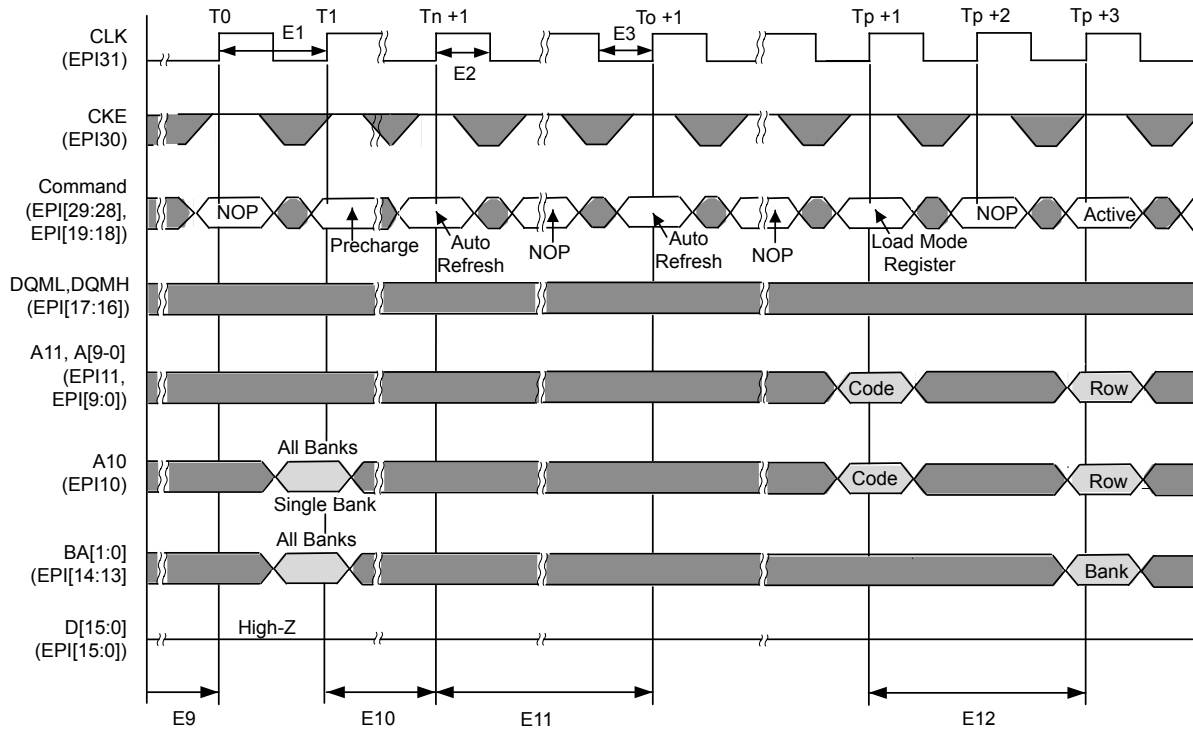 T0 T1 Tn +1 To +1 Tp +1 Tp +2 Tp +3
CLK
(EPI31)
E1
E2
E3
CKE
(EPI30)
Command
(EPI[29:28],
EPI[19:18])
NOP
Precharge
Auto
Refresh
NOP
Auto
Refresh
NOP
Load Mode
Register
NOP
Active
DQML,DQMH
(EPI[17:16])
A11, A[9-0]
(EPI11,
EPI[9:0])
Code
Row
All Banks
A10
(EPI10)
Code
Row
Single Bank
All Banks
BA[1:0]
(EPI[14:13]
Bank
D[15:0]
(EPI[15:0])
High-Z
E9 E10 E11 E12